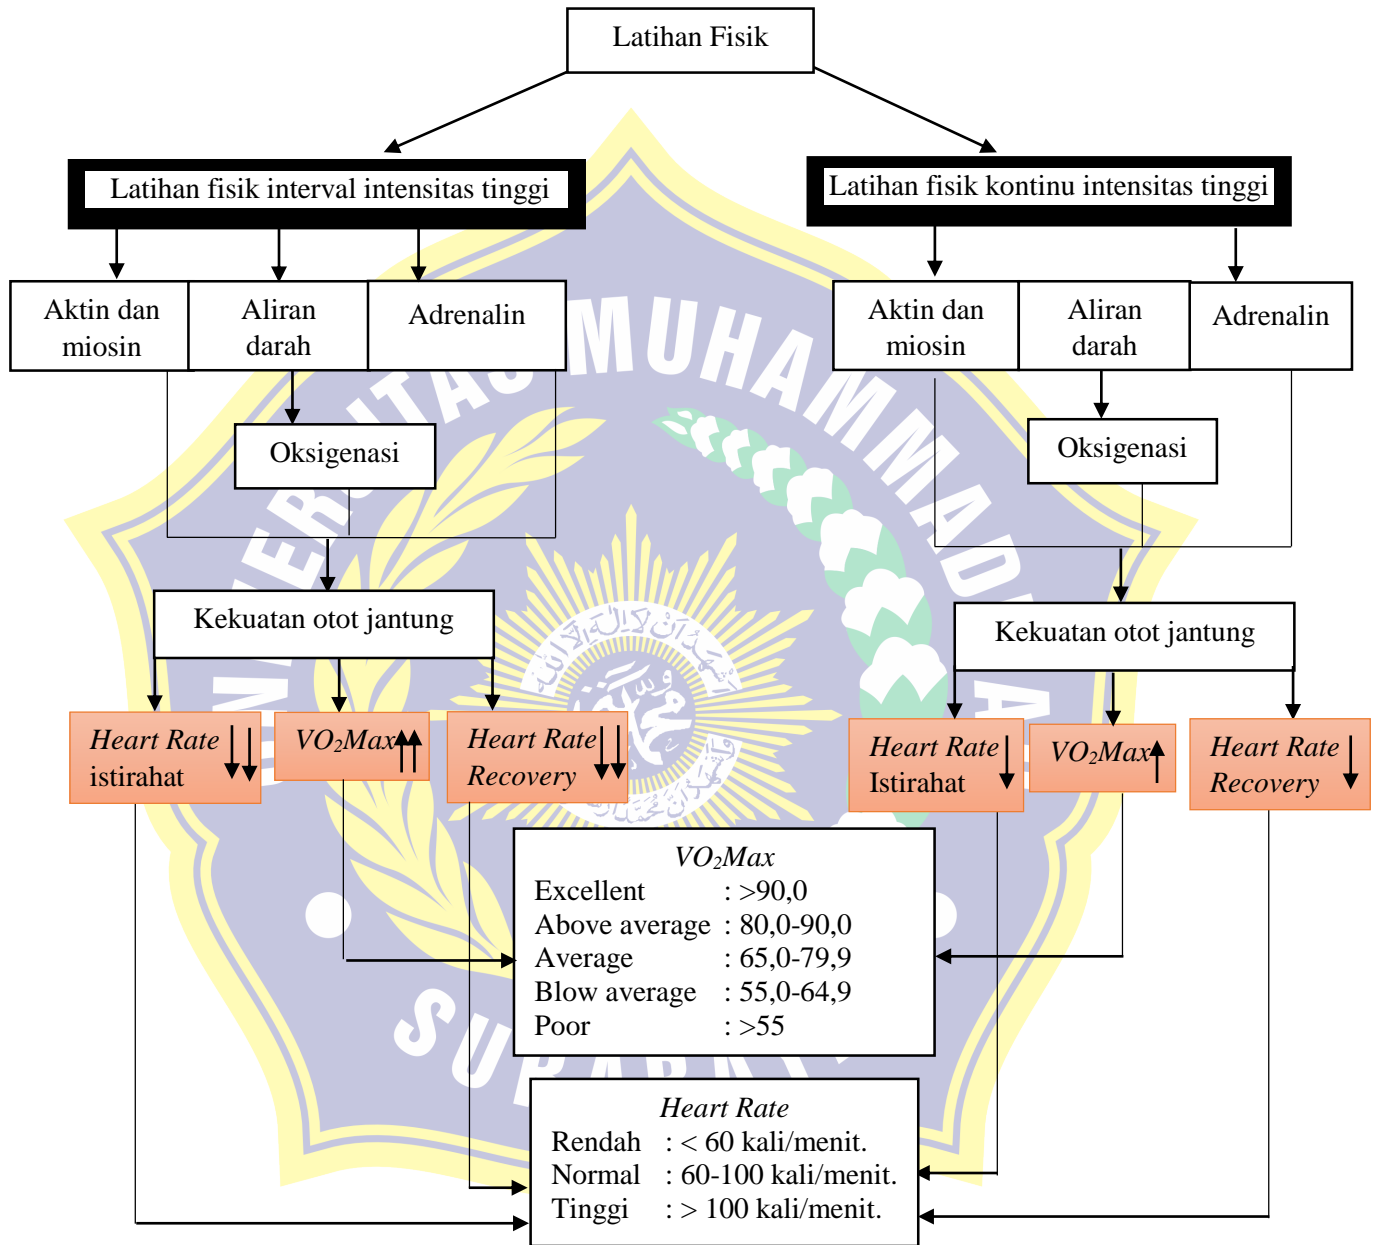 Latihan Fisik
Latihan fisik interval intensitas tinggi
Latihan fisik kontinu intensitas tinggi
Aktin dan
miosin
Aliran
darah
Adrenalin
Aktin dan
miosin
Aliran
darah
Adrenalin
Oksigenasi
Oksigenasi
Kekuatan otot jantung
Kekuatan otot jantung
Heart Rate ↓↓
istirahat
VO₂Max ↑↑
Heart Rate ↓↓
Recovery
Heart Rate ↓
Istirahat
VO₂Max ↑
Heart Rate ↓
Recovery
VO₂Max
Excellent : >90,0
Above average : 80,0-90,0
Average : 65,0-79,9
Blow average : 55,0-64,9
Poor : >55
Heart Rate
Rendah : < 60 kali/menit.
Normal : 60-100 kali/menit.
Tinggi : > 100 kali/menit.
MUHAMMAD